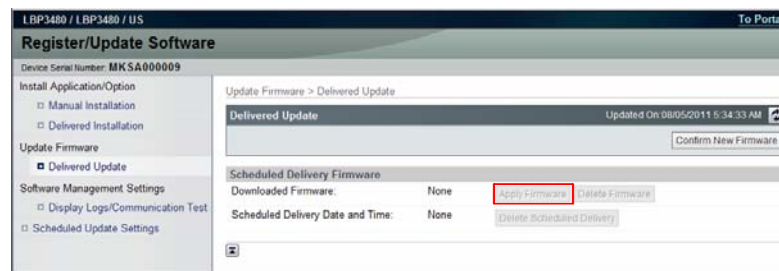 LBP3480 / LBP3480 / US
To Porta
Register/Update Software
Device Serial Number: MKSA000009
Install Application/Option
Manual Installation
Delivered Installation
Update Firmware
Delivered Update
Software Management Settings
Display Logs/Communication Test
Scheduled Update Settings
Update Firmware > Delivered Update
Delivered Update
Updated On:08/05/2011 5:34:33 AM
Confirm New Firmware
Scheduled Delivery Firmware
Downloaded Firmware: None Apply Firmware Delete Firmware
Scheduled Delivery Date and Time: None Delete Scheduled Delivery